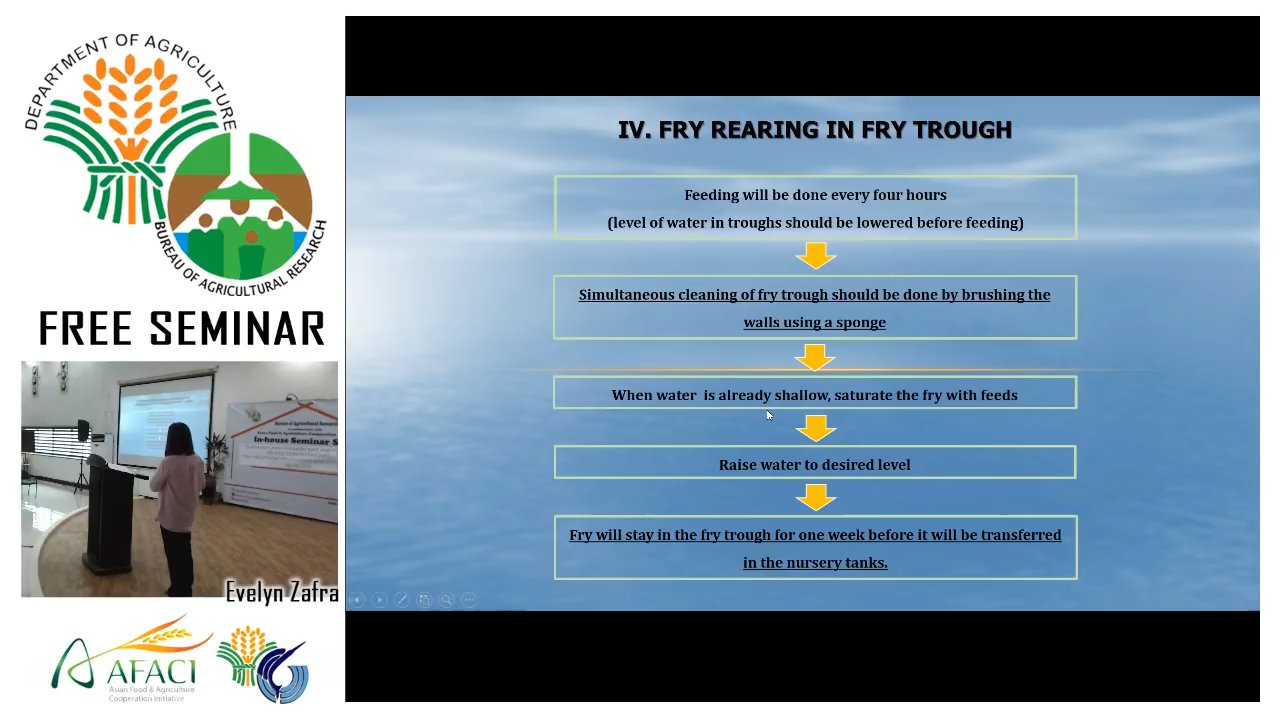 DEPARTMENT OF AGRICULTURE
BUREAU OF AGRICULTURAL RESEARCH
FREE SEMINAR
In-house Seminar S
Evelyn Zafra
AFACI
Asian Food & Agriculture
Cooperation Initiative
IV. FRY REARING IN FRY TROUGH
Feeding will be done every four hours
(level of water in troughs should be lowered before feeding)
Simultaneous cleaning of fry trough should be done by brushing the
walls using a sponge
When water is already shallow, saturate the fry with feeds
Raise water to desired level
Fry will stay in the fry trough for one week before it will be transferred
in the nursery tanks.